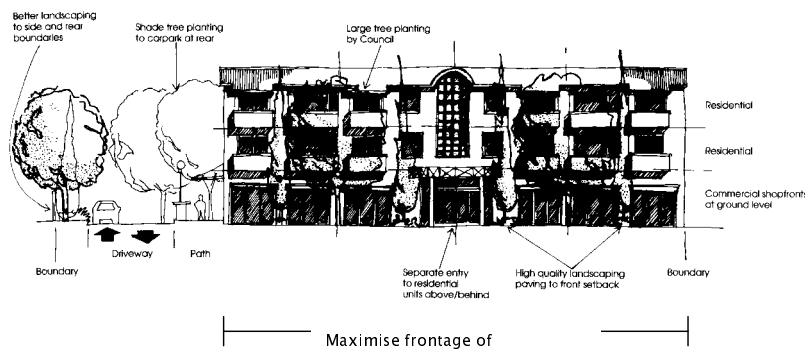 Better landscaping
to side and rear
boundaries
Shade tree planting
to carpark at rear
Large tree planting
by Council
Residential
Residential
Commercial shopfronts
at ground level
Boundary
Driveway
Path
Separate entry
to residential
units above/behind
High quality landscaping
paving to front setback
Boundary
Maximise frontage of